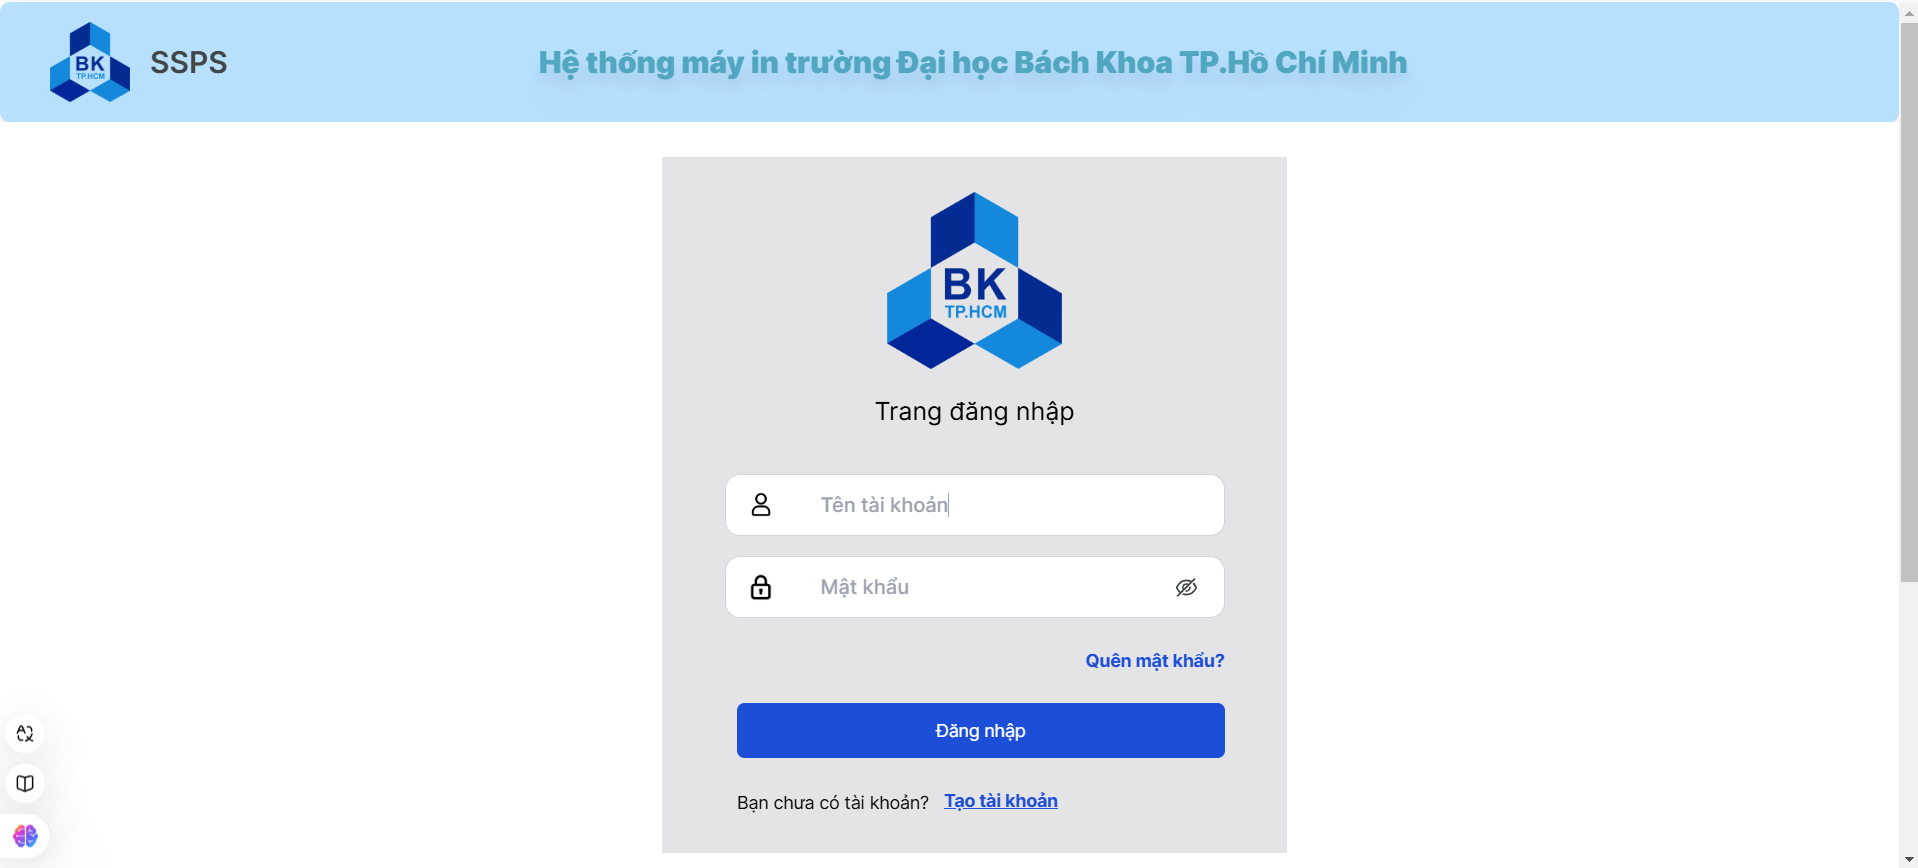 BK
TP.HCM
SSPS
Hệ thống máy in trường Đại học Bách Khoa TP.Hồ Chí Minh
BK
TP.HCM
Trang đăng nhập
Tên tài khoản
Mật khẩu
Quên mật khẩu?
Đăng nhập
Bạn chưa có tài khoản? Tạo tài khoản